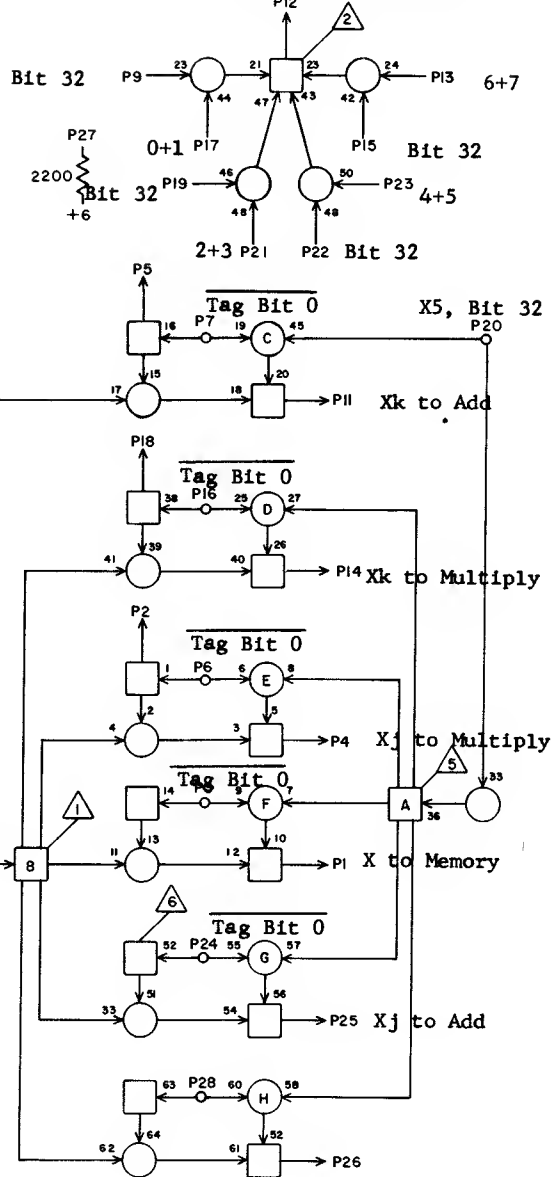 P12
2
Bit 32 P9 23 21 23 24 P13 6+7
44 47 43 42
P27 0+1 P17 P15 Bit 32
2200 Bit 32 P19 46 50 P23 4+5
+6 48 48
2+3 P21 P22 Bit 32
P5 Tag Bit 0 X5, Bit 32
16 P7 19 C 45 P20
15 20
17 18 P11 Xk to Add
P18 Tag Bit 0
38 P16 25 D 27
39 26
41 40 P14 Xk to Multiply
P2 Tag Bit 0
1 P6 6 E 8
2 5
4 3 P4 Xj to Multiply
Tag Bit 0 5
14 9 F 7 A 36 33
1 13 10
8 11 12 P1 X to Memory
6 Tag Bit 0
52 P24 55 G 57
51 56
33 54 P25 Xj to Add
63 P28 60 H 58
64 52
62 61 P26